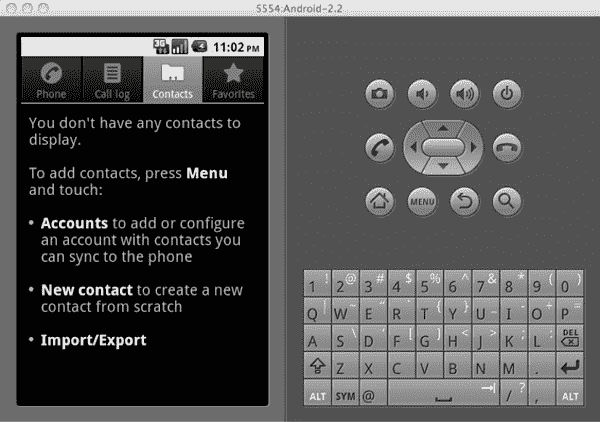 5554:Android-2.2
3G 11:02 PM
Phone Call log Contacts Favorites
You don't have any contacts to
display.
To add contacts, press Menu
and touch:
• Accounts to add or configure
an account with contacts you
can sync to the phone
• New contact to create a new
contact from scratch
• Import/Export
MENU
1 ! 2 @ 3 # 4 $ 5 % 6 ^ 7 & 8 * 9 ( 0 )
Q | W ~ E " R ` T { Y } U _ I - O + P =
A S \ D ' F [ G ] H < J > K ; L : DEL
Z X C V B N M .
ALT SYM @ / ? , ALT